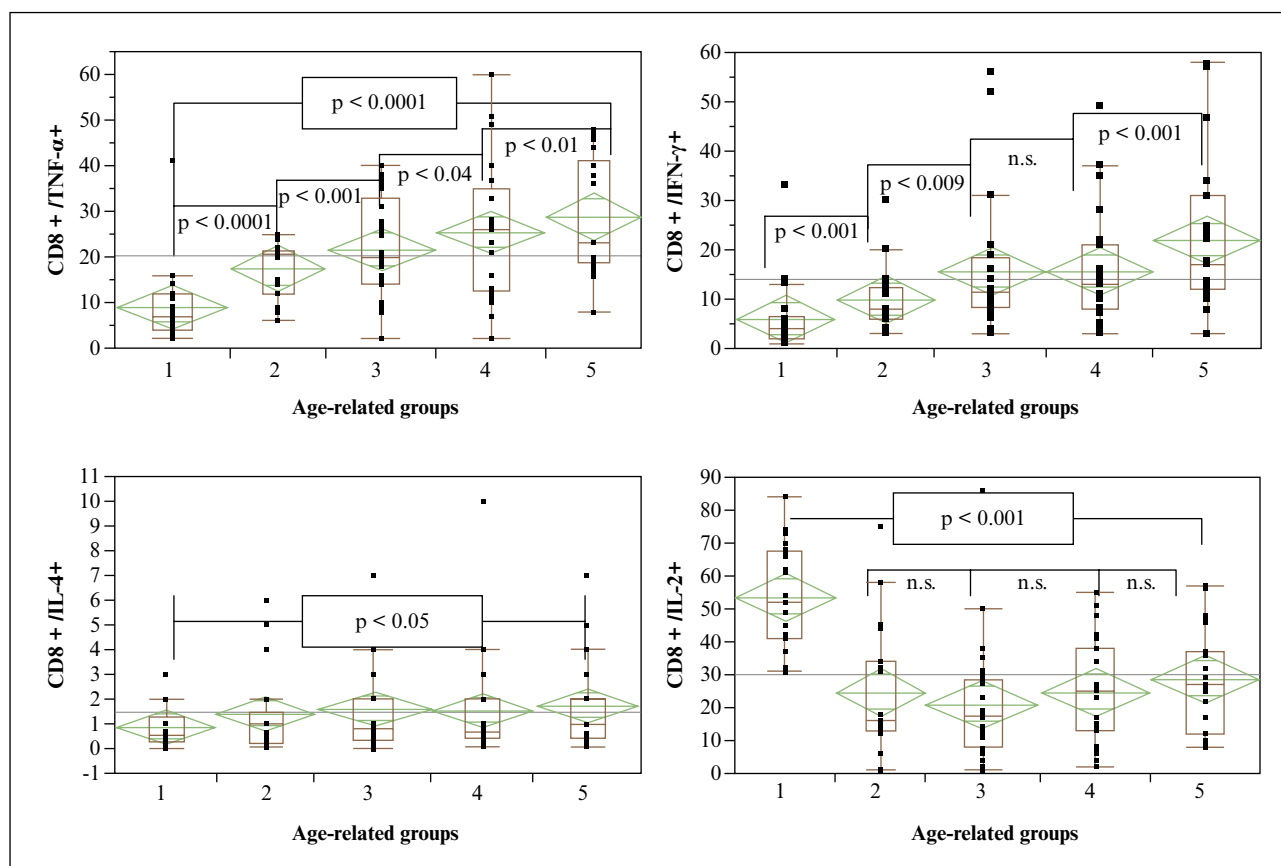 CD8 + /TNF-α+
60
50
40
30
20
10
0
p < 0.0001
p < 0.01
p < 0.04
p < 0.001
p < 0.0001
1 2 3 4 5
Age-related groups
CD8 + /IFN-γ+
60
50
40
30
20
10
0
p < 0.001
n.s.
p < 0.009
p < 0.001
1 2 3 4 5
Age-related groups
CD8 + /IL-4+
11
10
9
8
7
6
5
4
3
2
1
0
-1
p < 0.05
1 2 3 4 5
Age-related groups
CD8 + /IL-2+
90
80
70
60
50
40
30
20
10
0
p < 0.001
n.s. n.s. n.s.
1 2 3 4 5
Age-related groups